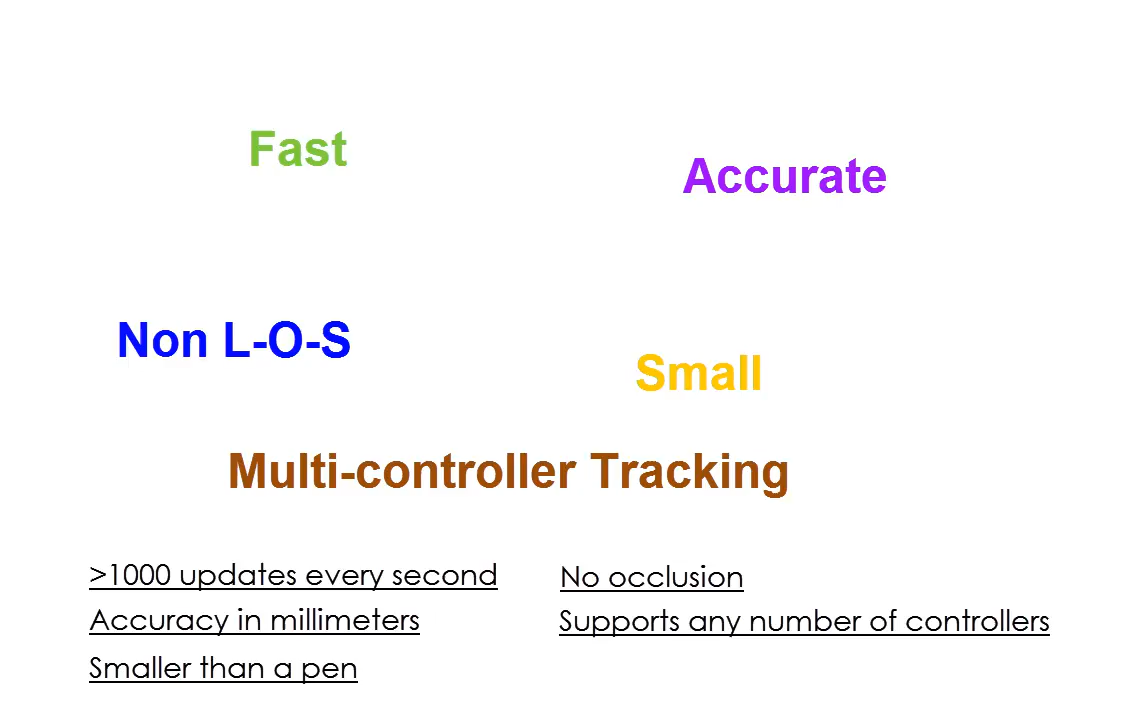 Fast
Accurate
Non L-O-S
Small
Multi-controller Tracking
>1000 updates every second
No occlusion
Accuracy in millimeters
Supports any number of controllers
Smaller than a pen